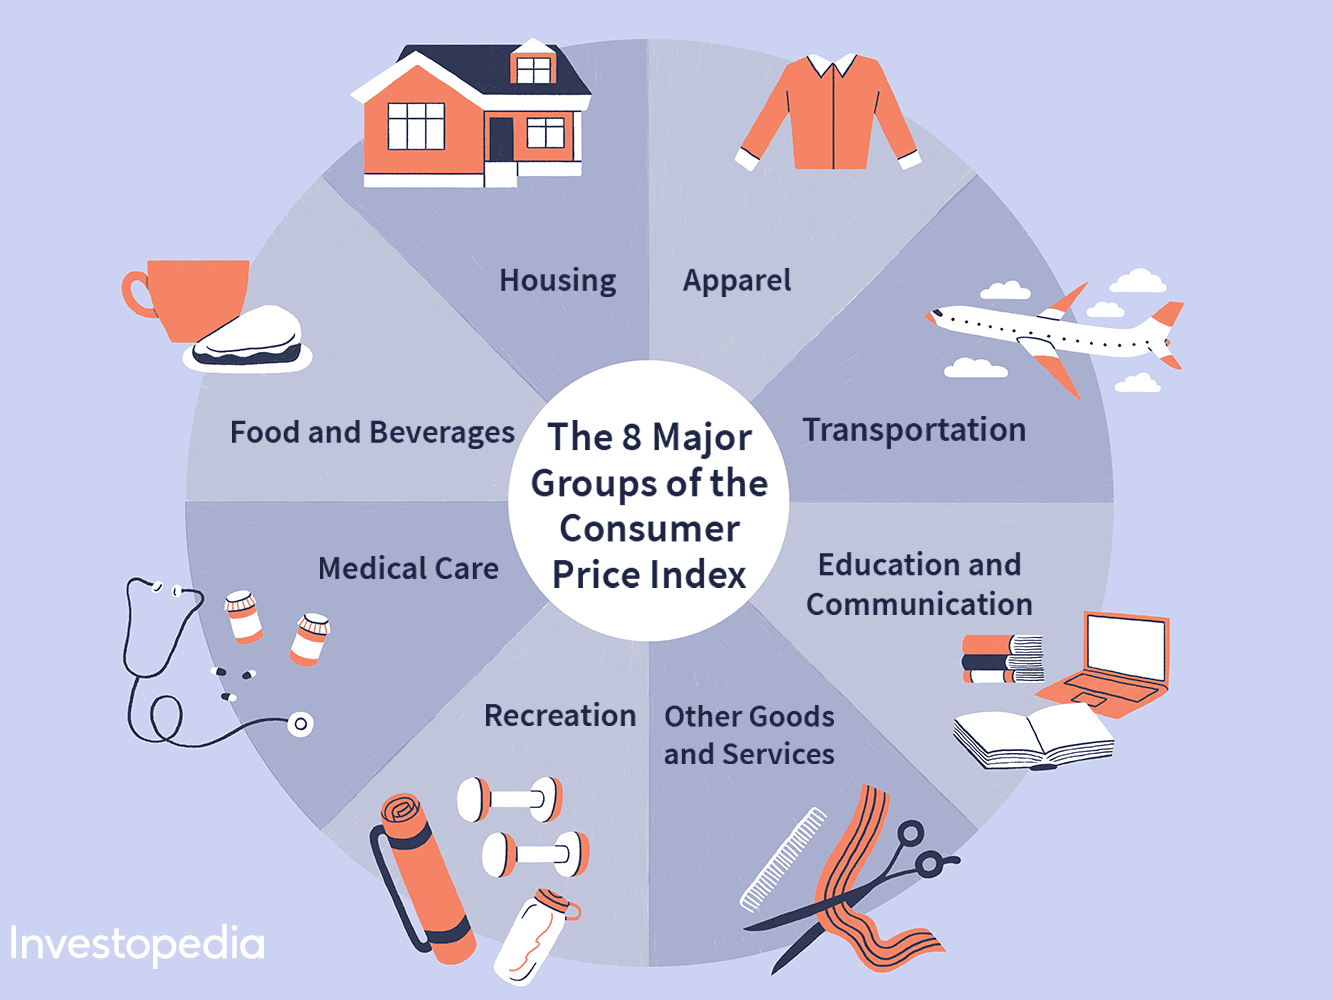 Housing
Apparel
Food and Beverages
Transportation
The 8 Major
Groups of the
Consumer
Price Index
Medical Care
Education and
Communication
Recreation
Other Goods
and Services
Investopedia